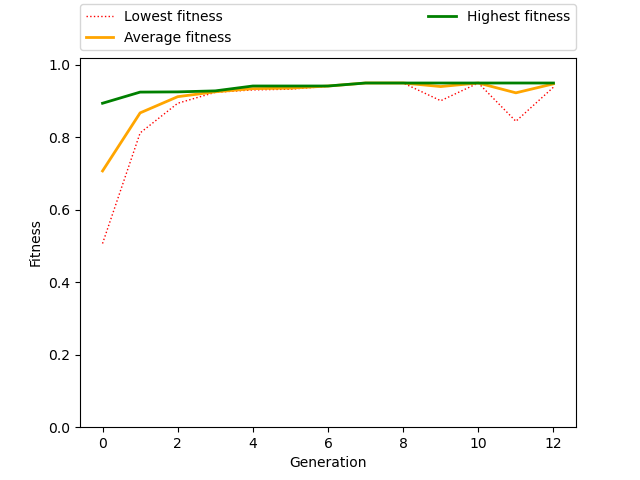 Lowest fitness
Average fitness
Highest fitness
1.0
0.8
0.6
0.4
0.2
0.0
Fitness
0 2 4 6 8 10 12
Generation